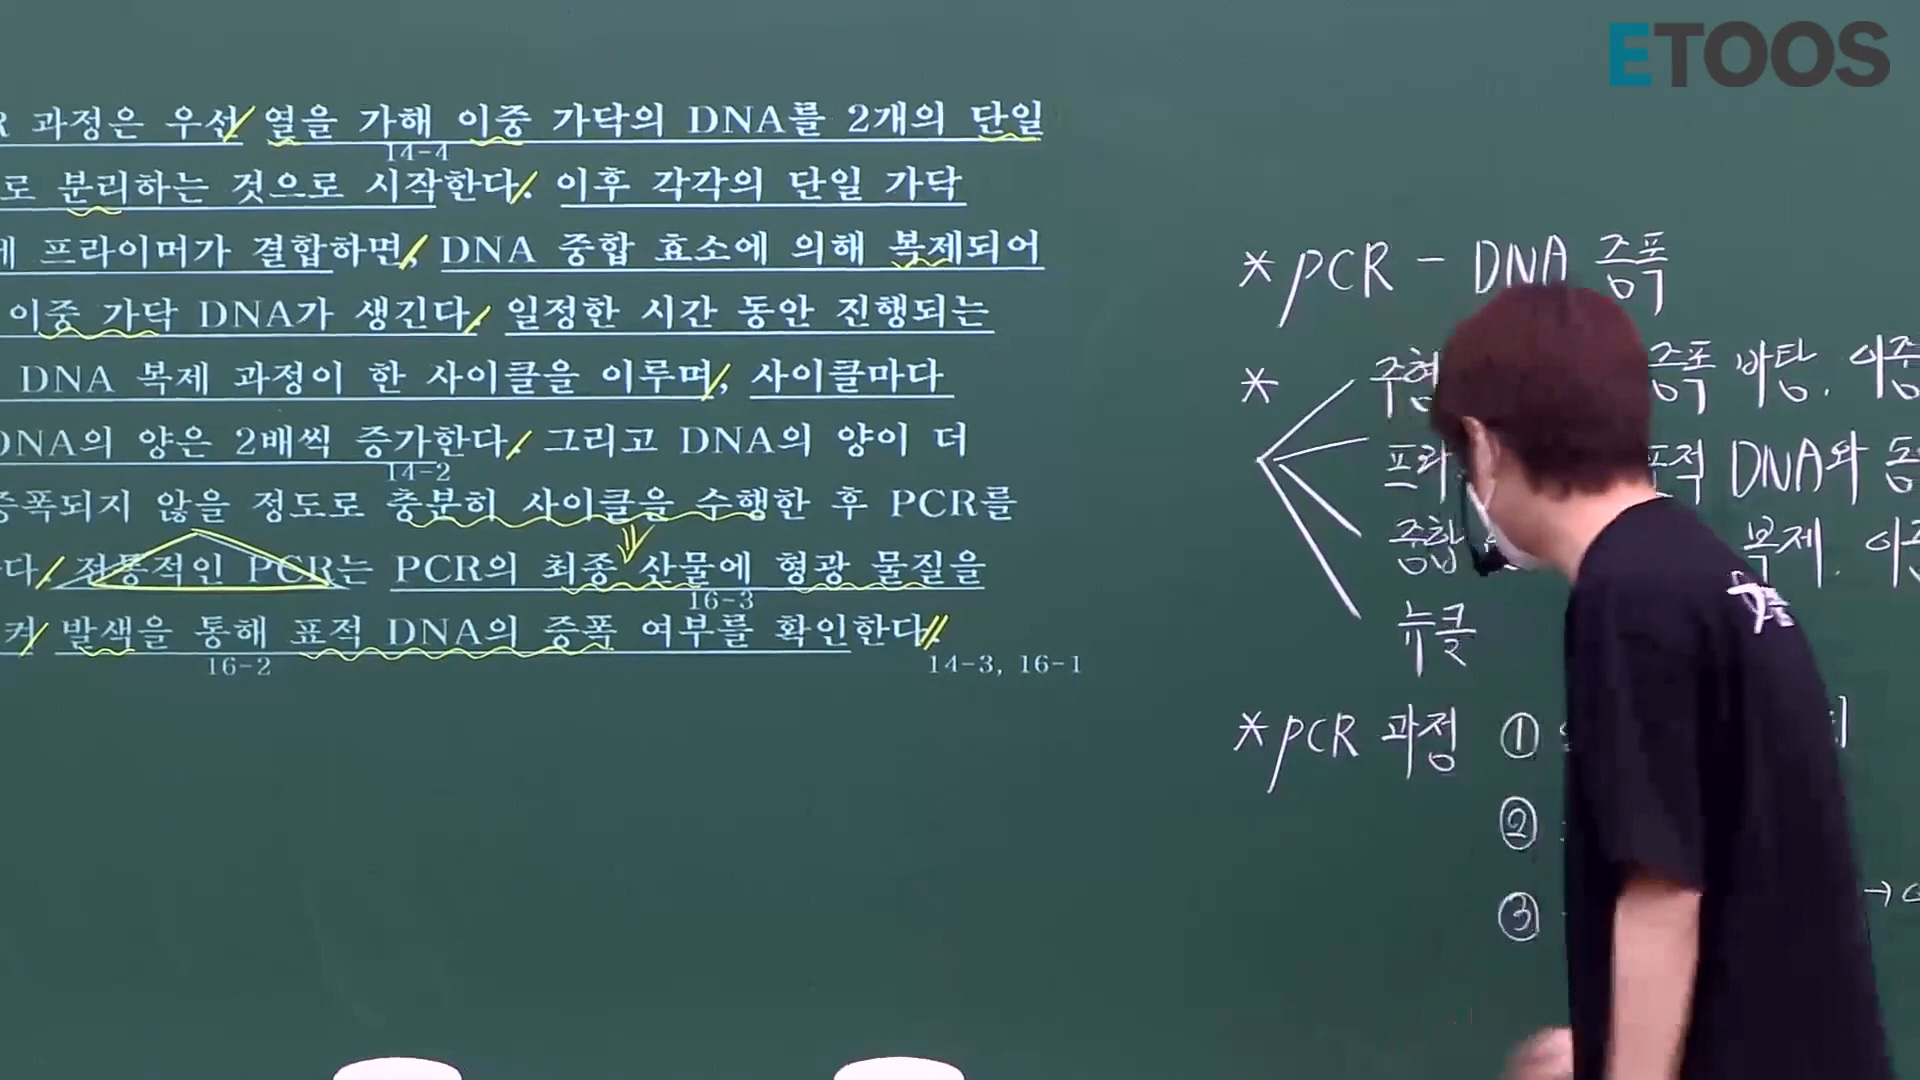 ETOOS
과정은 우선 열을 가해 이중 가닥의 DNA를 2개의 단일
14-4
로 분리하는 것으로 시작한다. 이후 각각의 단일 가닥
프라이머가 결합하면, DNA 중합 효소에 의해 복제되어
이중 가닥 DNA가 생긴다. 일정한 시간 동안 진행되는
DNA 복제 과정이 한 사이클을 이루며, 사이클마다
DNA의 양은 2배씩 증가한다. 그리고 DNA의 양이 더
14-2
증폭되지 않을 정도로 충분히 사이클을 수행한 후 PCR를
다. 전통적인 PCR는 PCR의 최종 산물에 형광 물질을
16-3
켜 발색을 통해 표적 DNA의 증폭 여부를 확인한다.
16-2
14-3, 16-1
* PCR - DNA 증폭
* 주형 증폭 바탕. 이중
프라 표적 DNA와 동
중합 복제. 이중
뉴클
* PCR 과정 ①
②
③ →